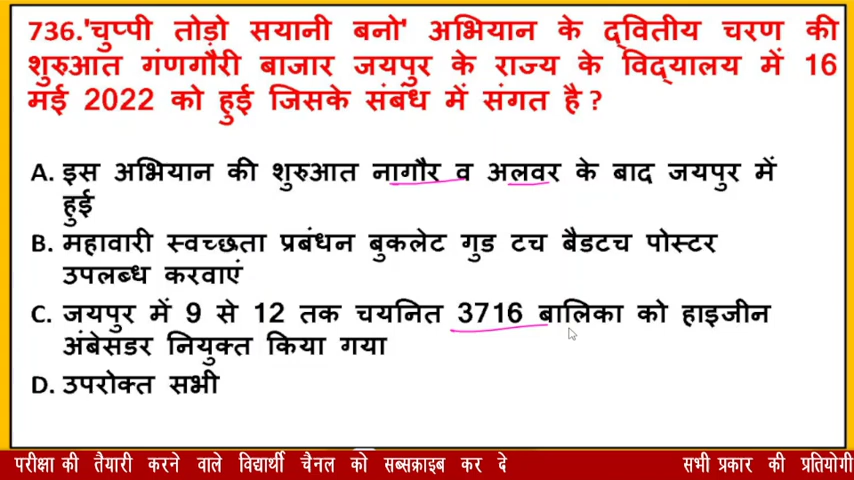 736.'चुप्पी तोड़ो सयानी बनो' अभियान के द्वितीय चरण की
शुरुआत गंणगौरी बाजार जयपुर के राज्य के विद्यालय में 16
मई 2022 को हुई जिसके संबंध में संगत है ?
A. इस अभियान की शुरुआत नागौर व अलवर के बाद जयपुर में
हुई
B. महावारी स्वच्छता प्रबंधन बुकलेट गुड टच बैडटच पोस्टर
उपलब्ध करवाएं
C. जयपुर में 9 से 12 तक चयनित 3716 बालिका को हाइजीन
अंबेसडर नियुक्त किया गया
D. उपरोक्त सभी
परीक्षा की तैयारी करने वाले विद्यार्थी चैनल को सब्सक्राइब कर दे सभी प्रकार की प्रतियोगी